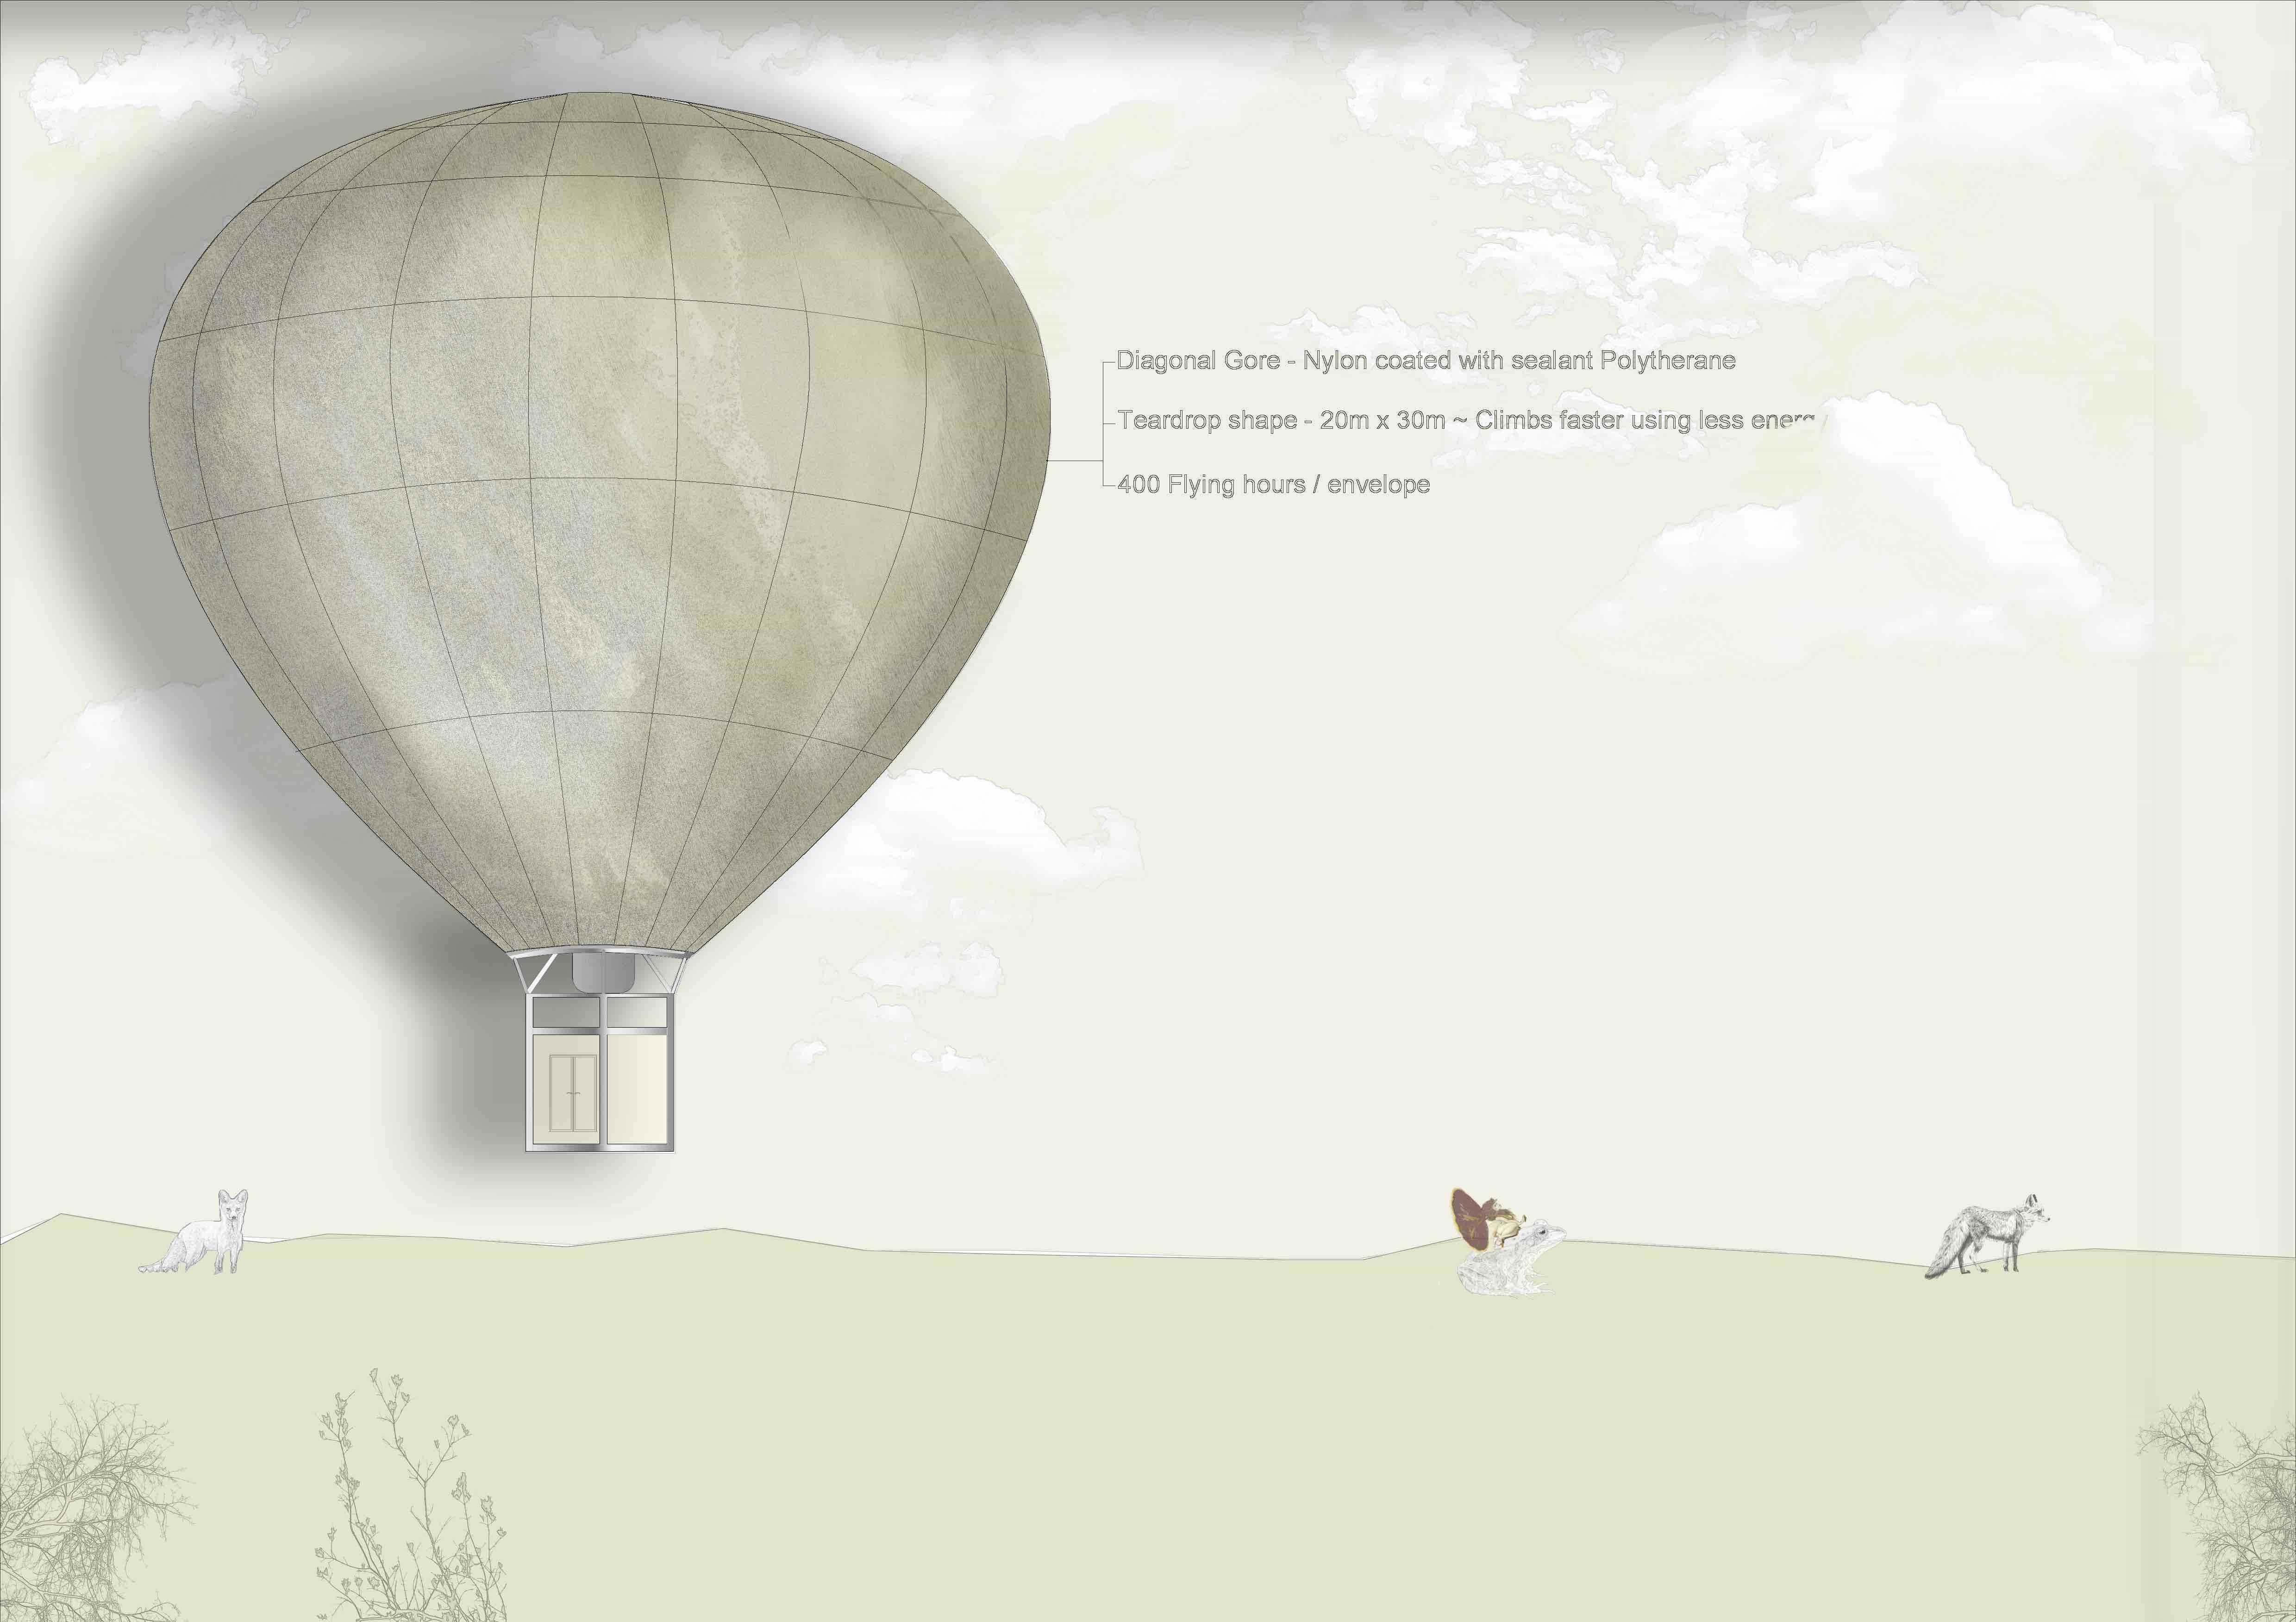 Diagonal Gore - Nylon coated with sealant Polytherane
Teardrop shape - 20m x 30m ~ Climbs faster using less
400 Flying hours / envelope